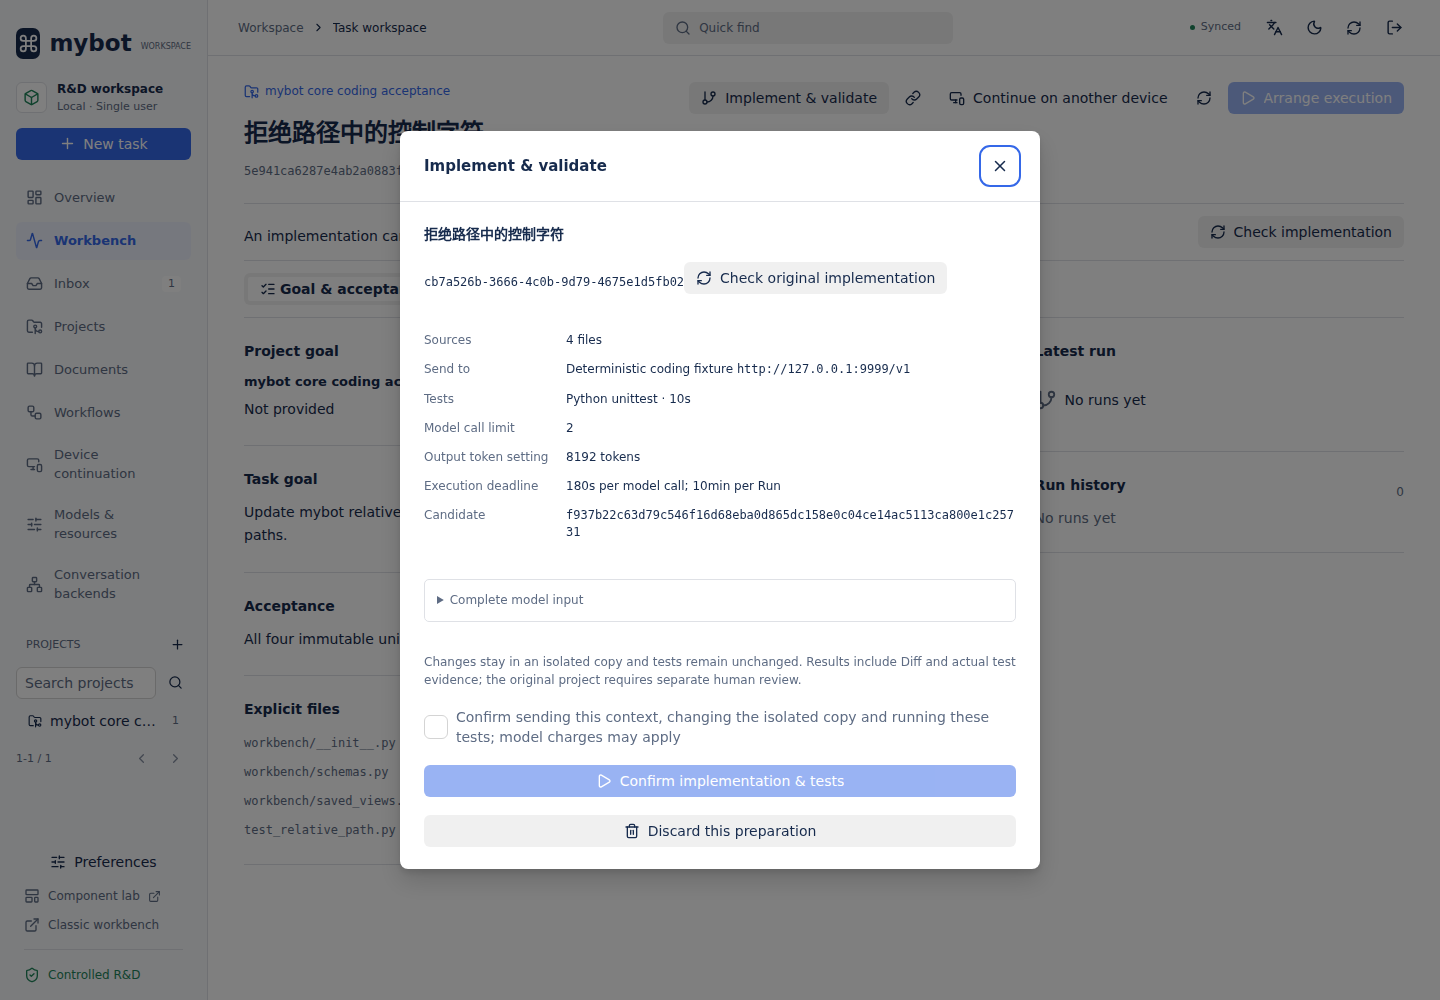 mybot WORKSPACE
R&D workspace
Local · Single user
New task
Overview
Workbench
Inbox 1
Projects
Documents
Workflows
Device
continuation
Models &
resources
Conversation
backends
PROJECTS
Search projects
mybot core c... 1
1-1 / 1
Preferences
Component lab
Classic workbench
Controlled R&D
Workspace > Task workspace
Quick find
Synced
mybot core coding acceptance
Implement & validate
Continue on another device
Arrange execution
拒绝路径中的控制字符
5e941ca6287e4ab2a0883
An implementation ca
Check implementation
Goal & accepta
Project goal
mybot core coding ac
Not provided
Task goal
Update mybot relative
paths.
Acceptance
All four immutable uni
Explicit files
workbench/__init__.py
workbench/schemas.py
workbench/saved_views.
test_relative_path.py
Latest run
No runs yet
Run history 0
No runs yet
Implement & validate
拒绝路径中的控制字符
cb7a526b-3666-4c0b-9d79-4675e1d5fb02 Check original implementation
Sources 4 files
Send to Deterministic coding fixture http://127.0.0.1:9999/v1
Tests Python unittest · 10s
Model call limit 2
Output token setting 8192 tokens
Execution deadline 180s per model call; 10min per Run
Candidate f937b22c63d79c546f16d68eba0d865dc158e0c04ce14ac5113ca800e1c257
31
Complete model input
Changes stay in an isolated copy and tests remain unchanged. Results include Diff and actual test
evidence; the original project requires separate human review.
Confirm sending this context, changing the isolated copy and running these
tests; model charges may apply
Confirm implementation & tests
Discard this preparation